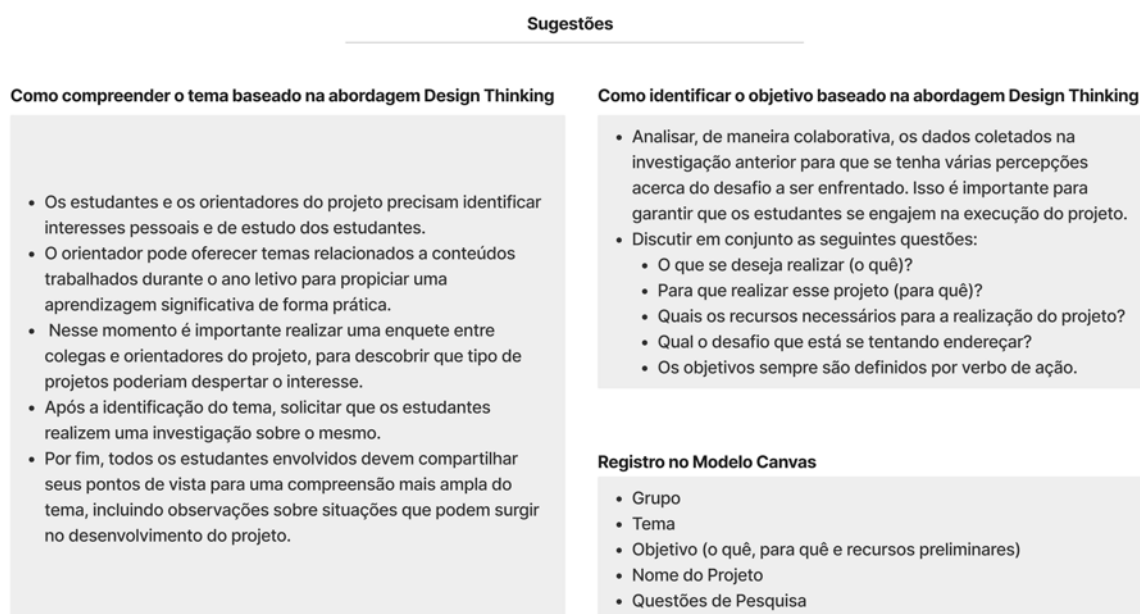 Sugestões
Como compreender o tema baseado na abordagem Design Thinking
• Os estudantes e os orientadores do projeto precisam identificar
interesses pessoais e de estudo dos estudantes.
• O orientador pode oferecer temas relacionados a conteúdos
trabalhados durante o ano letivo para propiciar uma
aprendizagem significativa de forma prática.
• Nesse momento é importante realizar uma enquete entre
colegas e orientadores do projeto, para descobrir que tipo de
projetos poderiam despertar o interesse.
• Após a identificação do tema, solicitar que os estudantes
realizem uma investigação sobre o mesmo.
• Por fim, todos os estudantes envolvidos devem compartilhar
seus pontos de vista para uma compreensão mais ampla do
tema, incluindo observações sobre situações que podem surgir
no desenvolvimento do projeto.
Como identificar o objetivo baseado na abordagem Design Thinking
• Analisar, de maneira colaborativa, os dados coletados na
investigação anterior para que se tenha várias percepções
acerca do desafio a ser enfrentado. Isso é importante para
garantir que os estudantes se engajem na execução do projeto.
• Discutir em conjunto as seguintes questões:
• O que se deseja realizar (o quê)?
• Para que realizar esse projeto (para quê)?
• Quais os recursos necessários para a realização do projeto?
• Qual o desafio que está se tentando endereçar?
• Os objetivos sempre são definidos por verbo de ação.
Registro no Modelo Canvas
• Grupo
• Tema
• Objetivo (o quê, para quê e recursos preliminares)
• Nome do Projeto
• Questões de Pesquisa